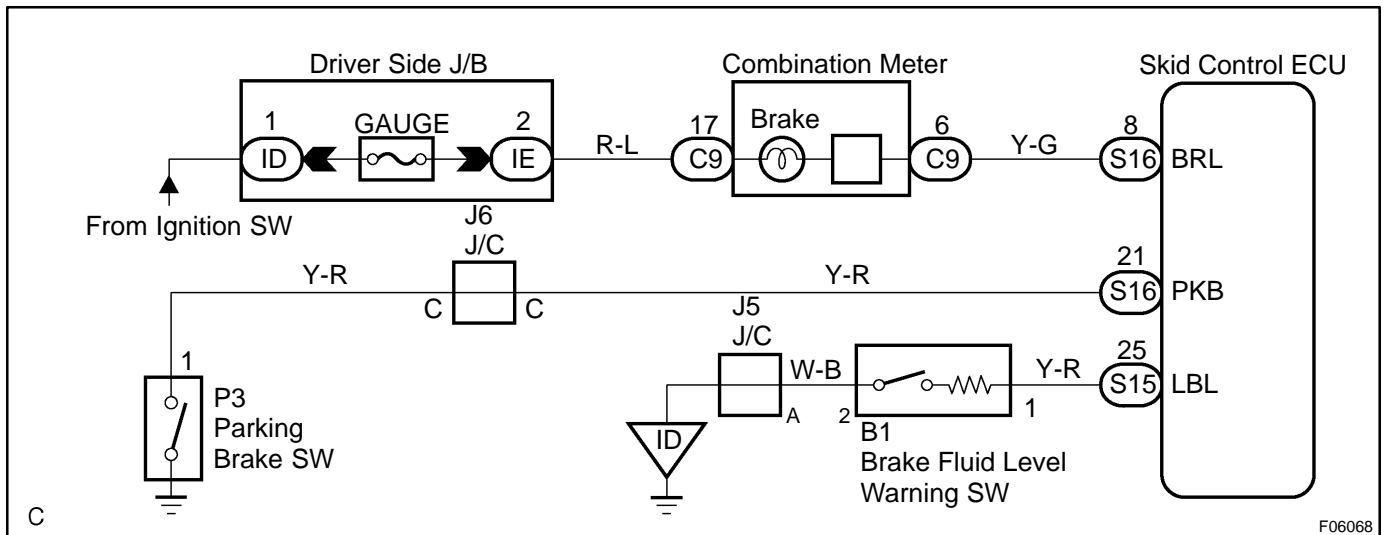 Driver Side J/B
Combination Meter
Skid Control ECU
1
GAUGE
2
17
Brake
6
8
ID
IE
R-L
C9
C9
Y-G
S16
BRL
From Ignition SW
J6
J/C
21
Y-R
Y-R
C
C
S16
PKB
J5
J/C
25
1
W-B
Y-R
S15
LBL
P3
Parking
Brake SW
A
2
1
ID
B1
Brake Fluid Level
Warning SW
C
F06068